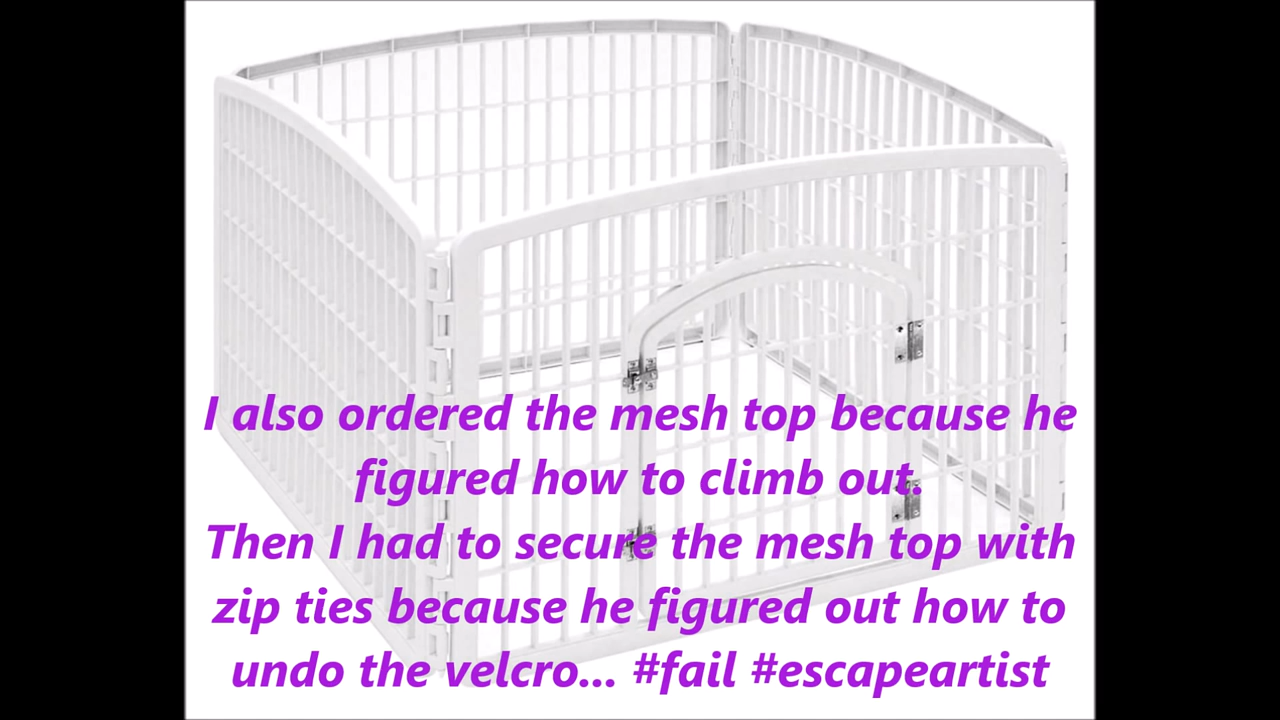 I also ordered the mesh top because he
figured how to climb out.
Then I had to secure the mesh top with
zip ties because he figured out how to
undo the velcro... #fail #escapeartist